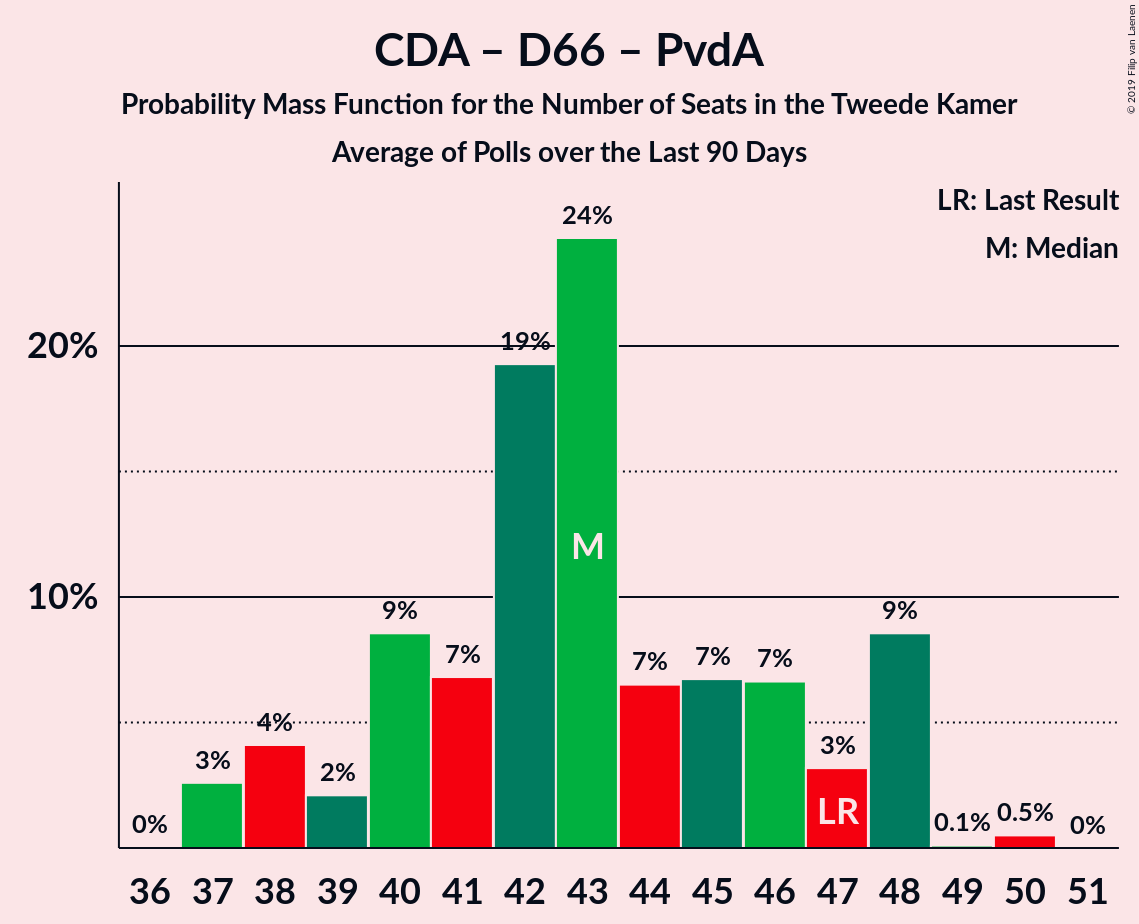 CDA – D66 – PvdA
Probability Mass Function for the Number of Seats in the Tweede Kamer
Average of Polls over the Last 90 Days
© 2019 Filip van Laenen
LR: Last Result
M: Median
24%
20%
19%
M
10%
9%
9%
7%
7%
7%
7%
4%
3%
3%
2%
LR
0%
0.1%
0.5%
0%
36 37 38 39 40 41 42 43 44 45 46 47 48 49 50 51